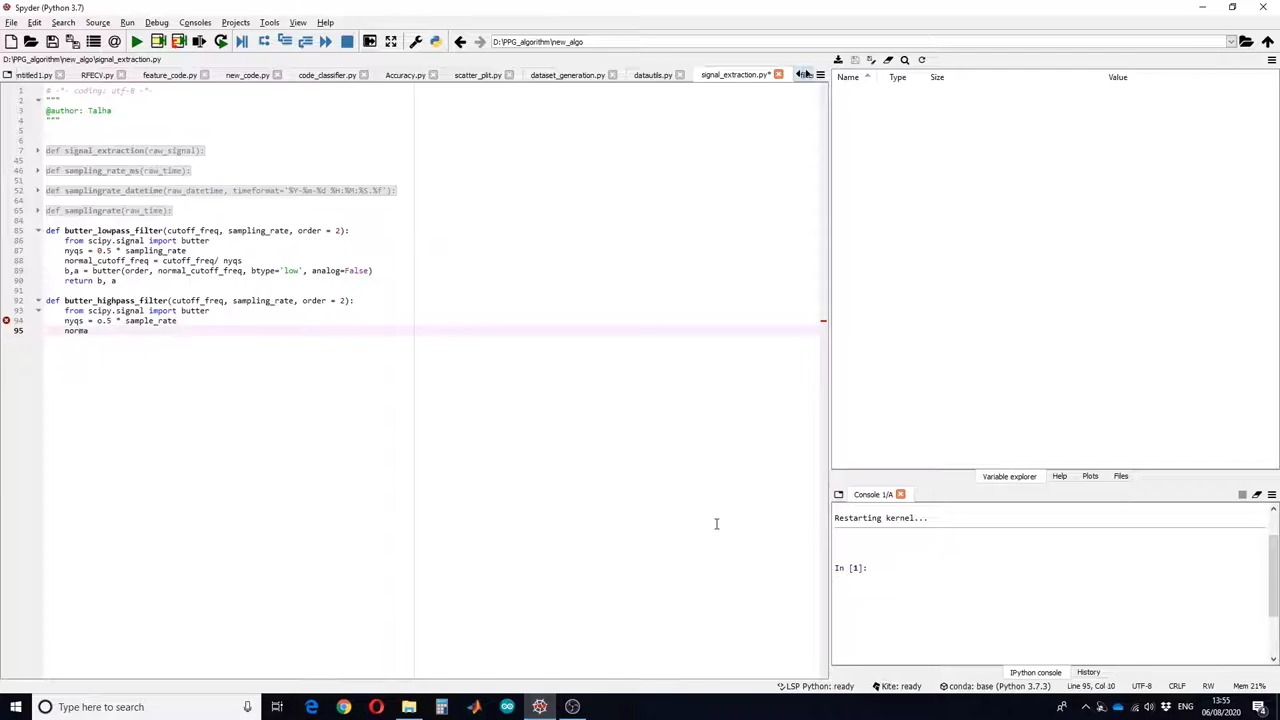 Spyder (Python 3.7)
File Edit Search Source Run Debug Consoles Projects Tools View Help
D:\PPG_algorithm\new_algo
D:\PPG_algorithm\new_algo\signal_extraction.py
ntitled1.py RFECV.py feature_code.py new_code.py code_classifier.py Accuracy.py scatter_plit.py dataset_generation.py datautils.py signal_extraction.py*
Name Type Size Value
1 # -*- coding: utf-8 -*-
2 """
3 @author: Talha
4 """
5
6
7 def signal_extraction(raw_signal):
45
46 def sampling_rate_ms(raw_time):
51
52 def samplingrate_datetime(raw_datetime, timeformat='%Y-%m-%d %H:%M:%S.%f'):
64
65 def samplingrate(raw_time):
84
85 def butter_lowpass_filter(cutoff_freq, sampling_rate, order = 2):
86 from scipy.signal import butter
87 nyqs = 0.5 * sampling_rate
88 normal_cutoff_freq = cutoff_freq/ nyqs
89 b,a = butter(order, normal_cutoff_freq, btype='low', analog=False)
90 return b, a
91
92 def butter_highpass_filter(cutoff_freq, sampling_rate, order = 2):
93 from scipy.signal import butter
94 nyqs = o.5 * sample_rate
95 norma
Variable explorer Help Plots Files
Console 1/A
Restarting kernel...
In [1]:
IPython console History
LSP Python: ready Kite: ready conda: base (Python 3.7.3) Line 95, Col 10 UTF-8 CRLF RW Mem 21%
Type here to search
ENG
13:55
06/08/2020